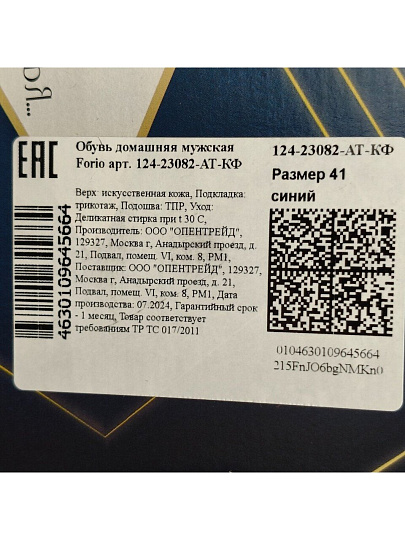 ья...
EAC
Обувь домашняя мужская
Forio арт. 124-23082-АТ-КФ
Верх: искусственная кожа, Подкладка:
трикотаж, Подошва: ТПР, Уход:
Деликатная стирка при t 30 С,
Производитель: ООО "ОПЕНТРЕЙД",
129327, Москва г, Анадырский проезд, д.
21, Подвал, помещ. VI, ком. 8, РМ1,
Поставщик: ООО "ОПЕНТРЕЙД", 129327,
Москва г, Анадырский проезд, д. 21,
Подвал, помещ. VI, ком. 8, РМ1, Дата
производства: 07.2024, Гарантийный срок
- 1 месяц, Товар соответствует
требованиям ТР ТС 017/2011
4630109645664
124-23082-АТ-КФ
Размер 41
синий
0104630109645664
215FnJO6bgNMKn0